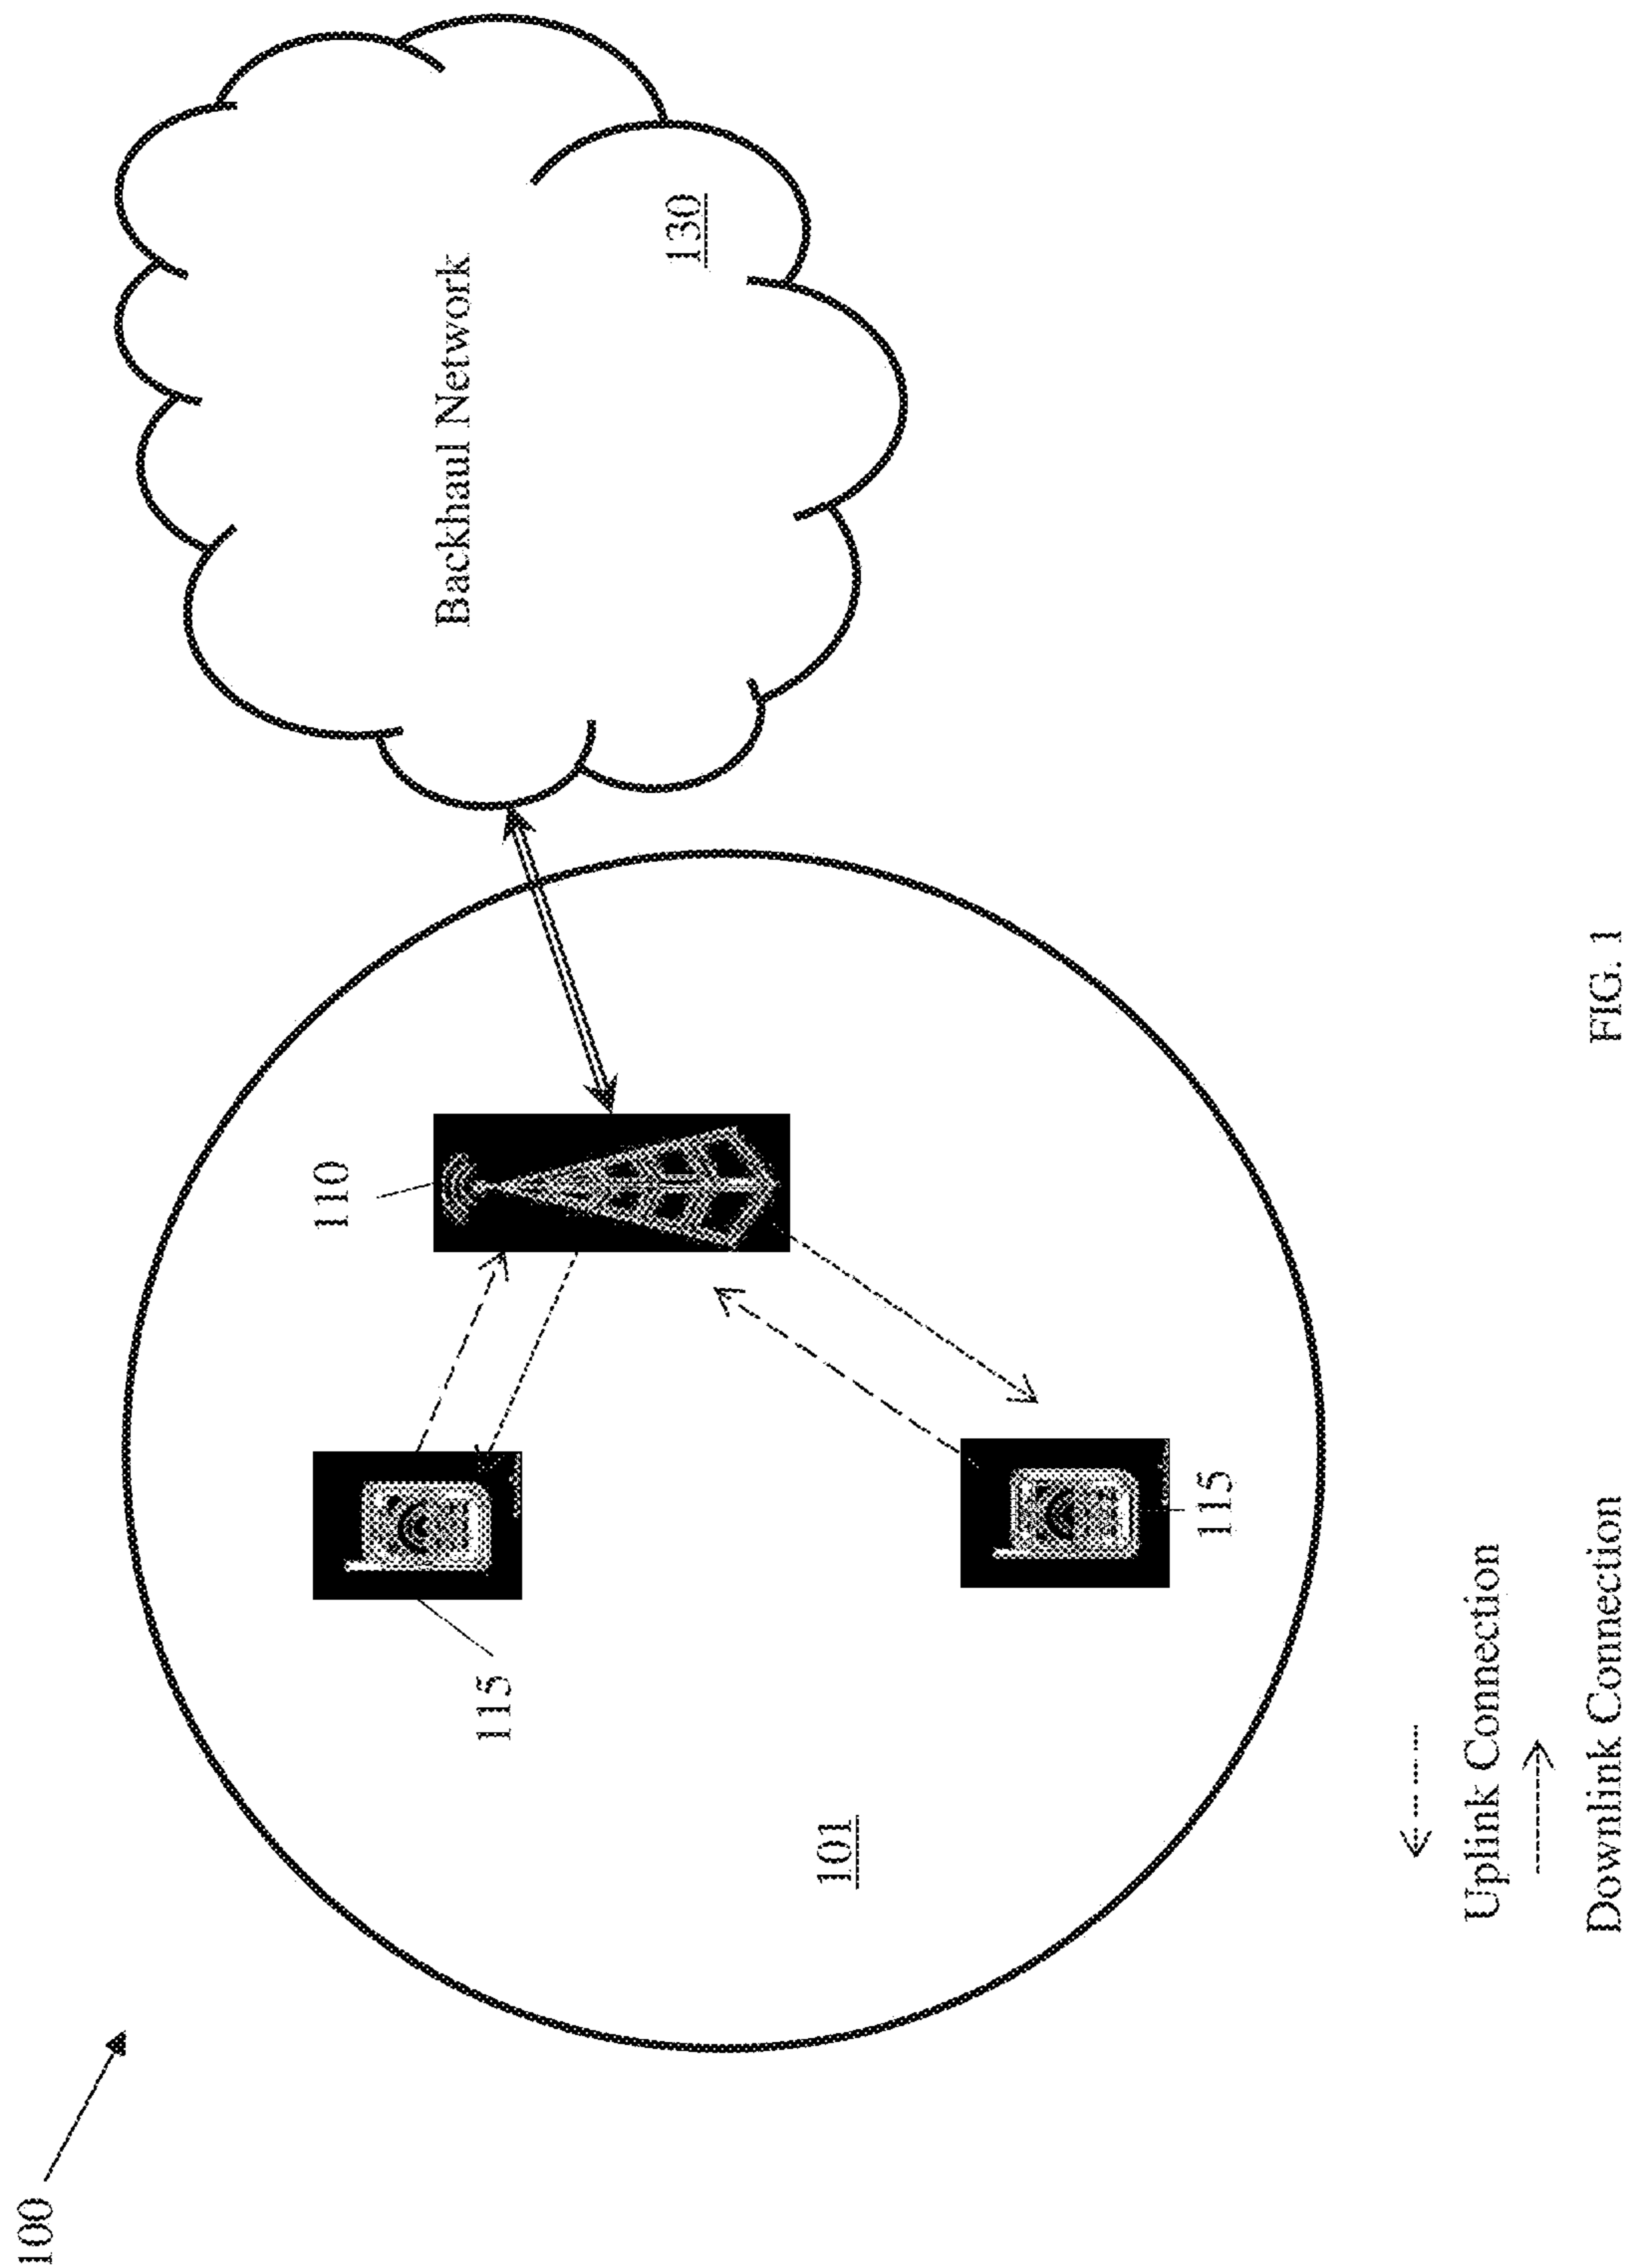 100
110
Backhaul Network
130
115
101
115
Uplink Connection
Downlink Connection
FIG. 1